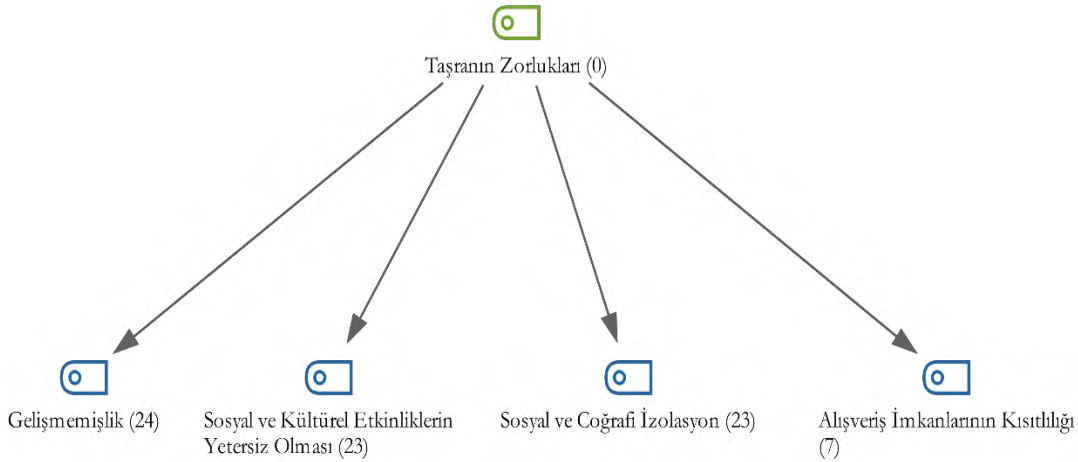 Taşranın Zorlukları (0)
Gelişmemişlik (24)
Sosyal ve Kültürel Etkinliklerin
Yetersiz Olması (23)
Sosyal ve Coğrafi İzolasyon (23)
Alışveriş İmkanlarının Kısıtlılığı
(7)